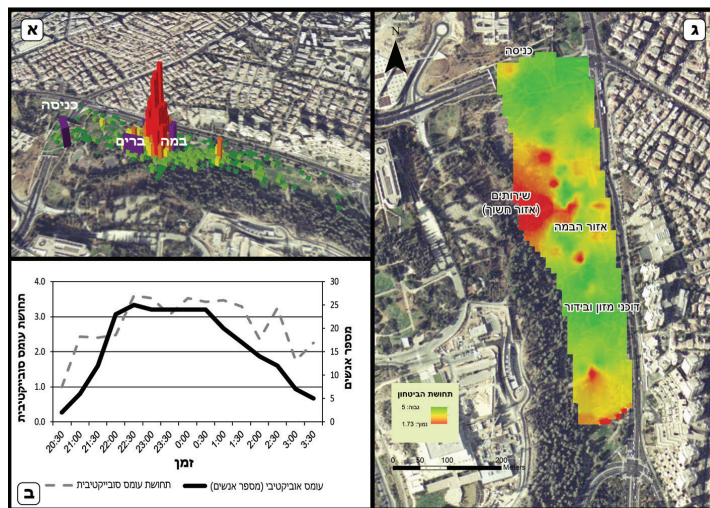 א
כניסה
ברים
במה
ג
N
כניסה
שירותים
(אזור חשוך)
אזור הבמה
דוכני מזון ובידור
תחושת הביטחון
גבוה: 5
נמוך: 1.73
0 50 100 200
Meters
תחושת עומס סובייקטיבית
4.0
3.0
2.0
1.0
0.0
מספר אנשים
30
25
20
15
10
5
0
20:30 21:00 21:30 22:00 22:30 23:00 23:30 0:00 0:30 1:00 1:30 2:00 2:30 3:00 3:30
זמן
עומס אוביקטיבי (מספר אנשים)
תחושת עומס סובייקטיבית
ב